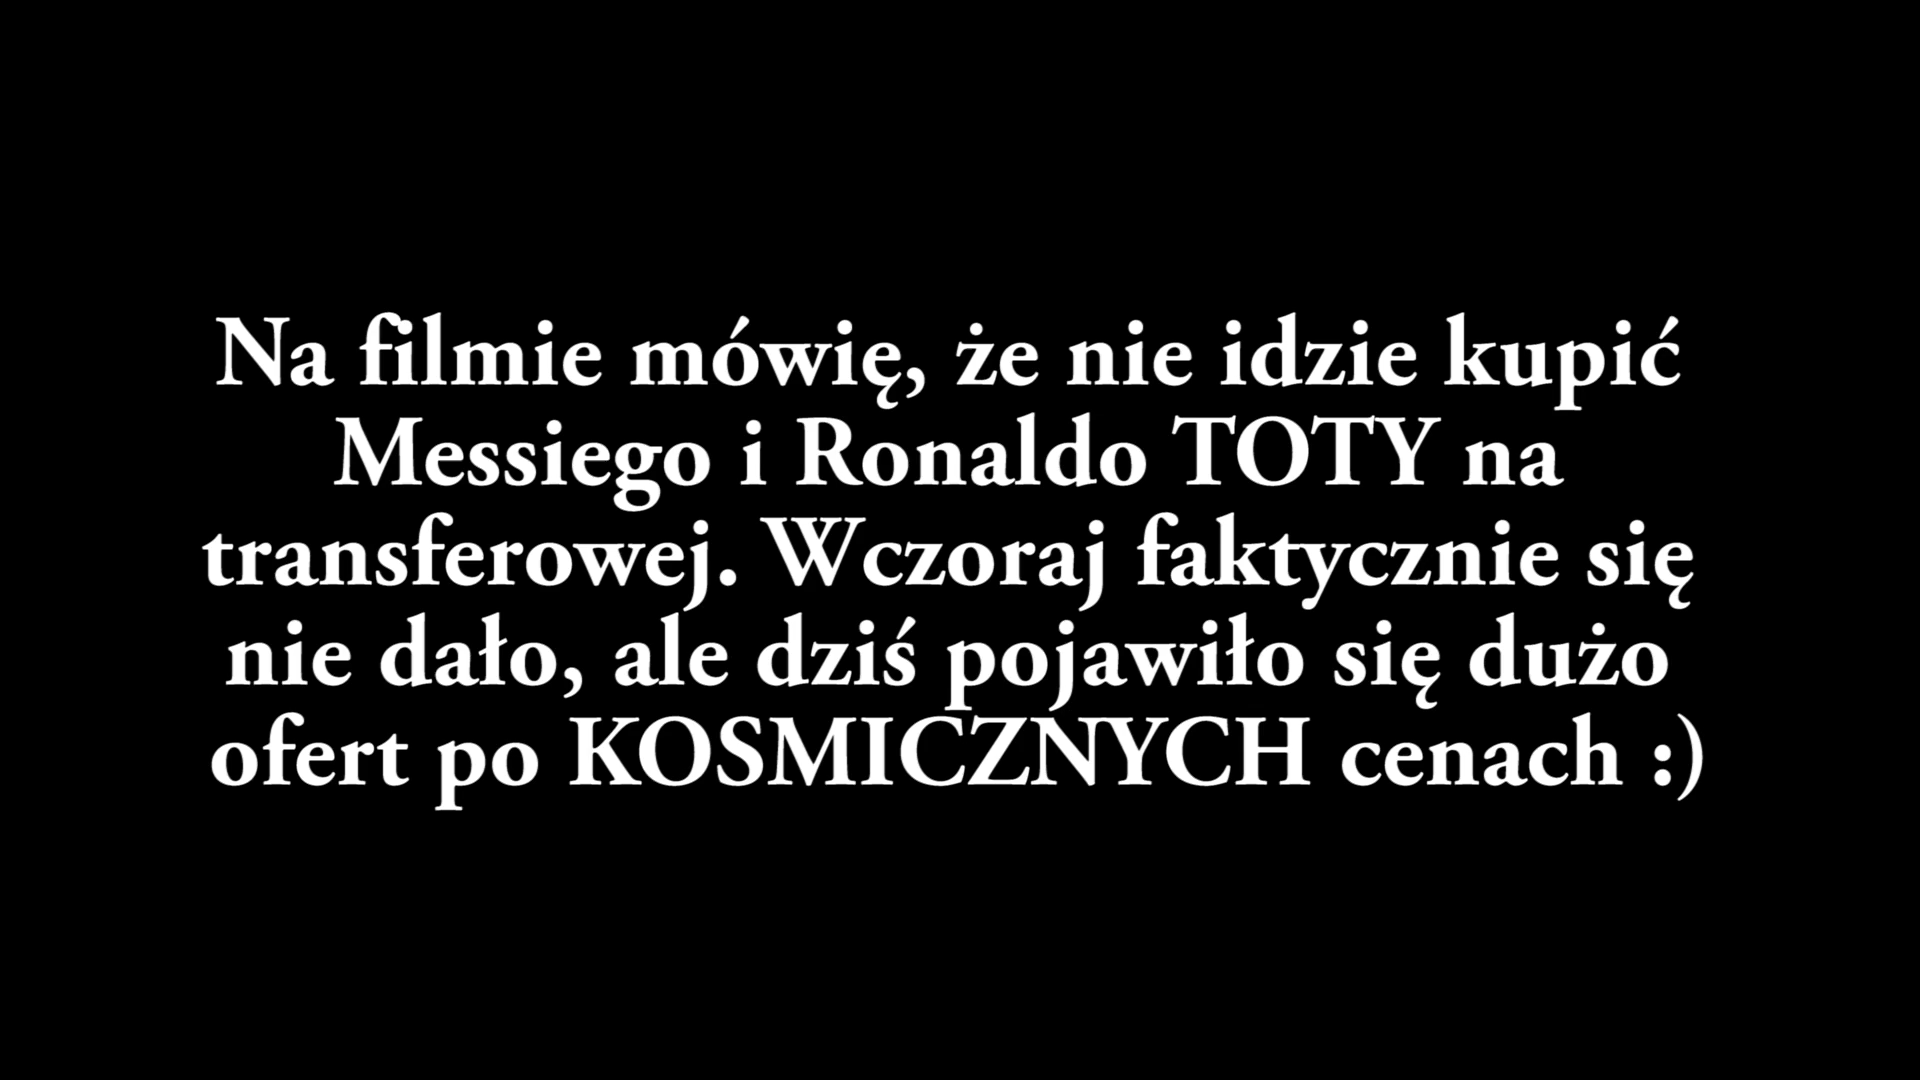 Na filmie mówię, że nie idzie kupić
Messiego i Ronaldo TOTY na
transferowej. Wczoraj faktycznie się
nie dało, ale dziś pojawiło się dużo
ofert po KOSMICZNYCH cenach :)